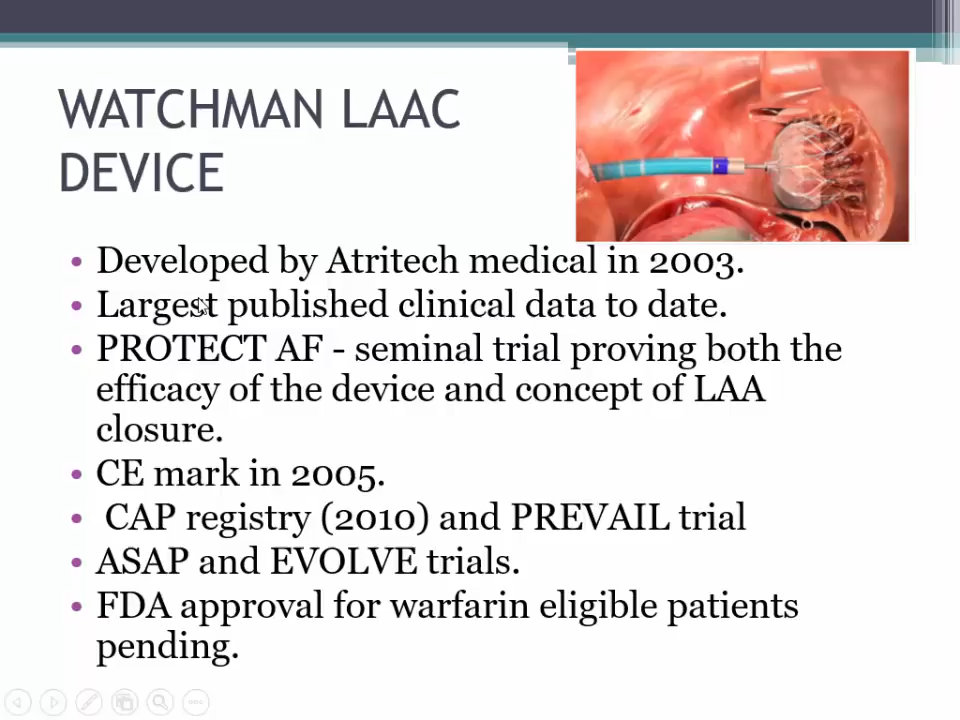 WATCHMAN LAAC
DEVICE
• Developed by Atritech medical in 2003.
• Largest published clinical data to date.
• PROTECT AF - seminal trial proving both the
efficacy of the device and concept of LAA
closure.
• CE mark in 2005.
• CAP registry (2010) and PREVAIL trial
• ASAP and EVOLVE trials.
• FDA approval for warfarin eligible patients
pending.